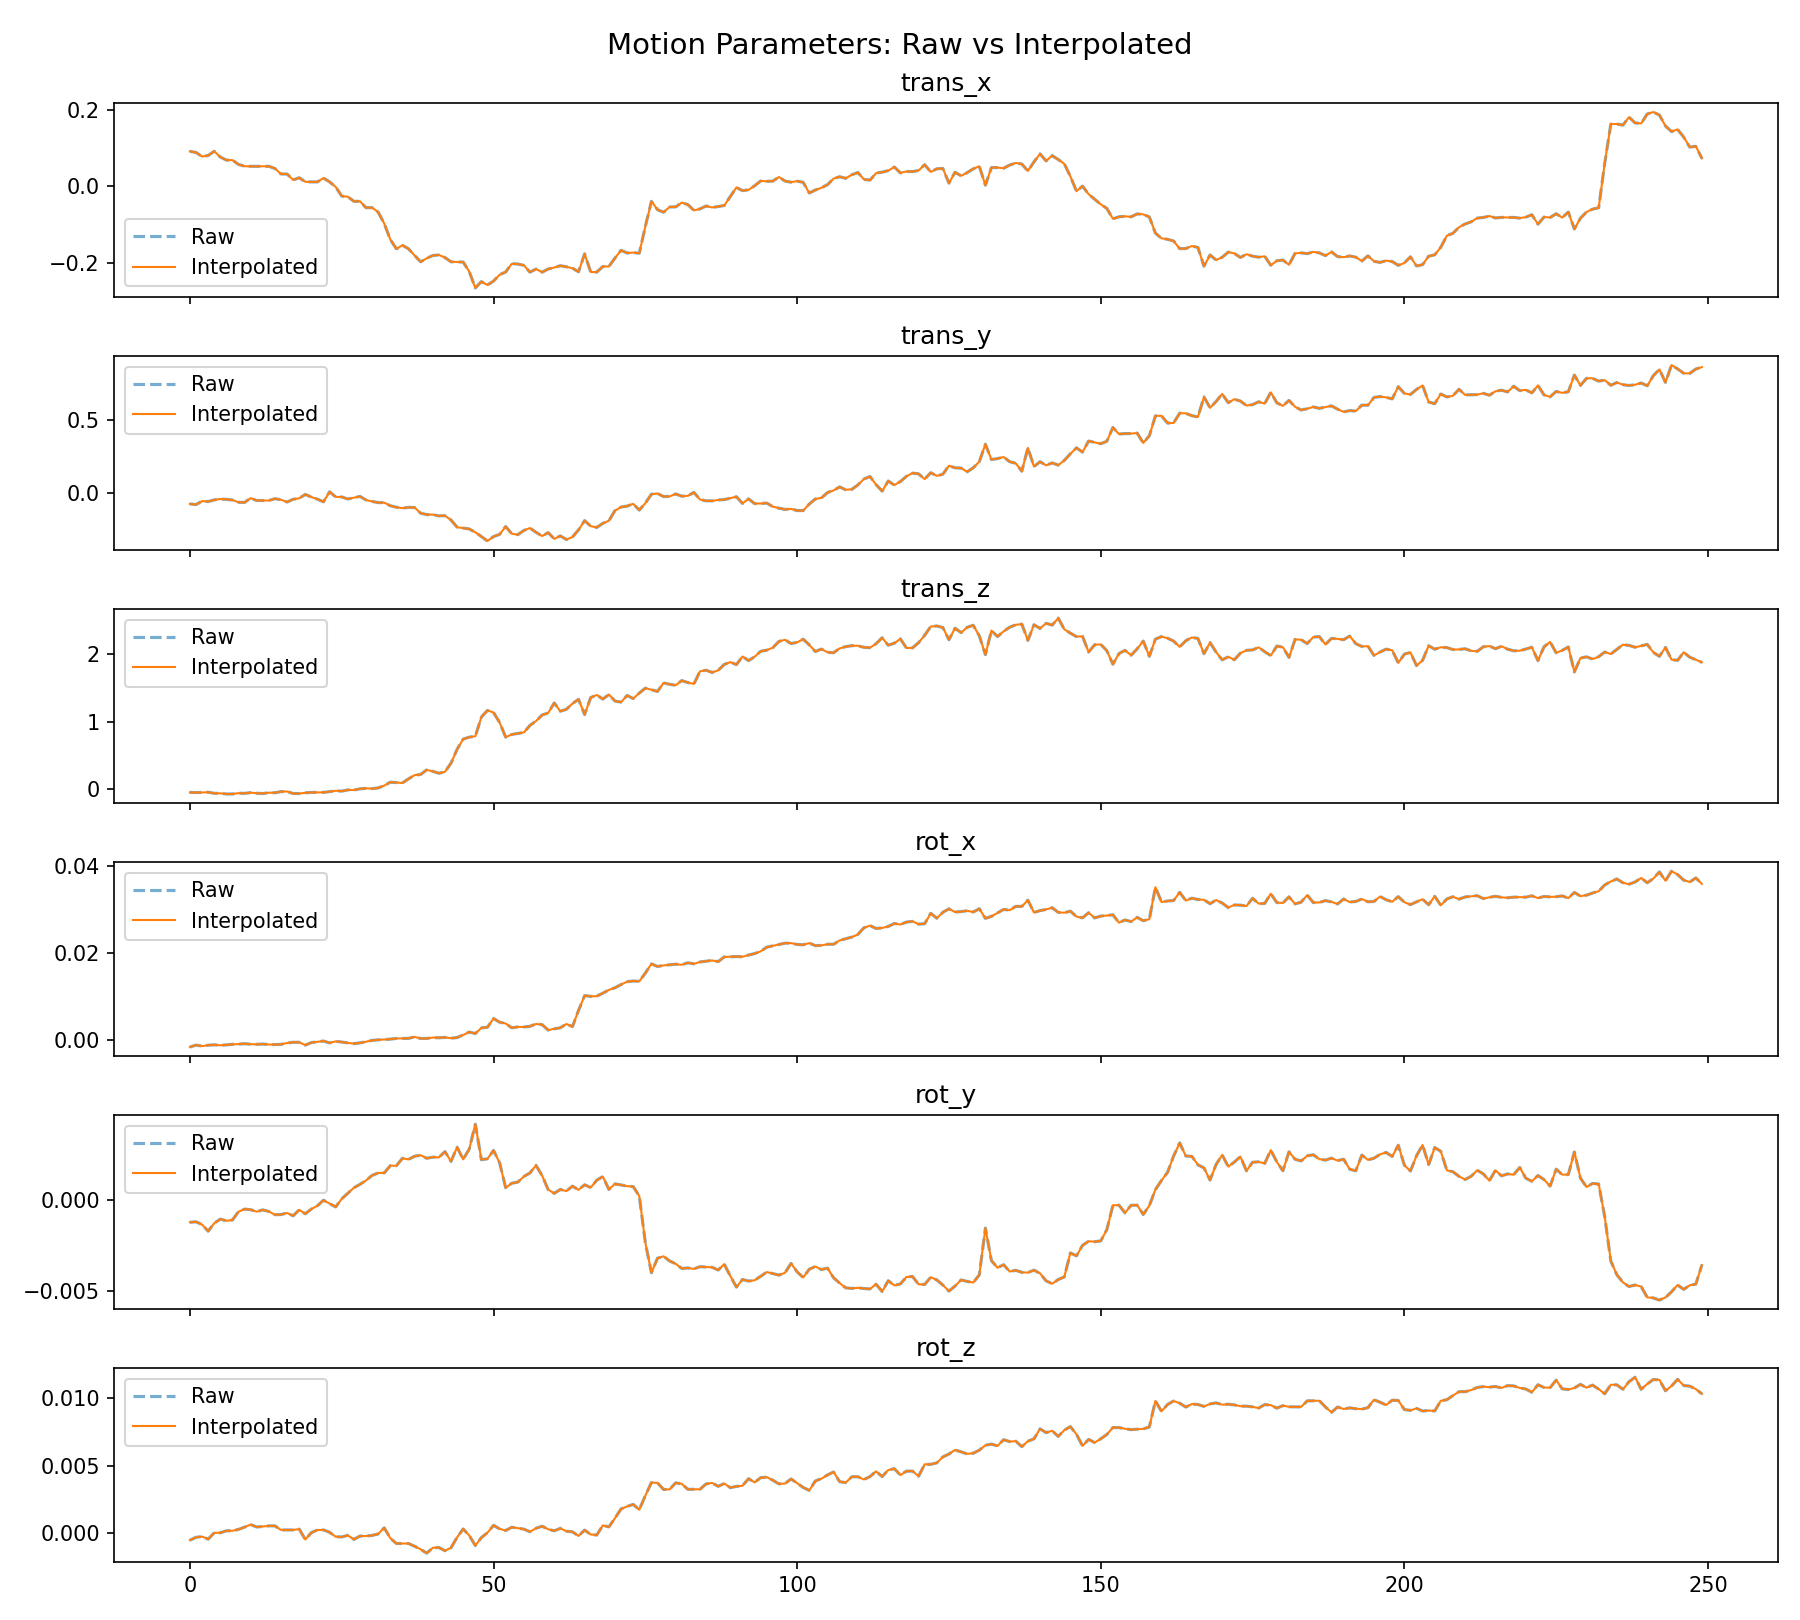 Motion Parameters: Raw vs Interpolated
trans_x
0.2
0.0
−0.2
Raw
Interpolated
trans_y
0.5
0.0
Raw
Interpolated
trans_z
2
1
0
Raw
Interpolated
rot_x
0.04
0.02
0.00
Raw
Interpolated
rot_y
0.000
−0.005
Raw
Interpolated
rot_z
0.010
0.005
0.000
Raw
Interpolated
0 50 100 150 200 250